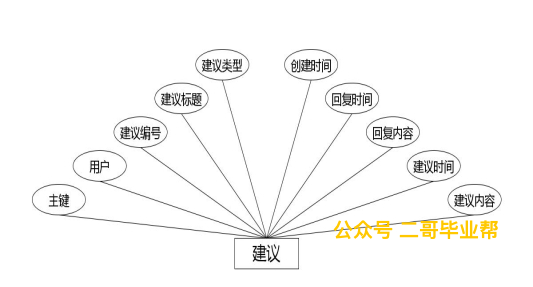 建议类型
创建时间
建议标题
回复时间
建议编号
回复内容
用户
建议时间
主键
建议内容
公众号 二哥毕业帮
建议